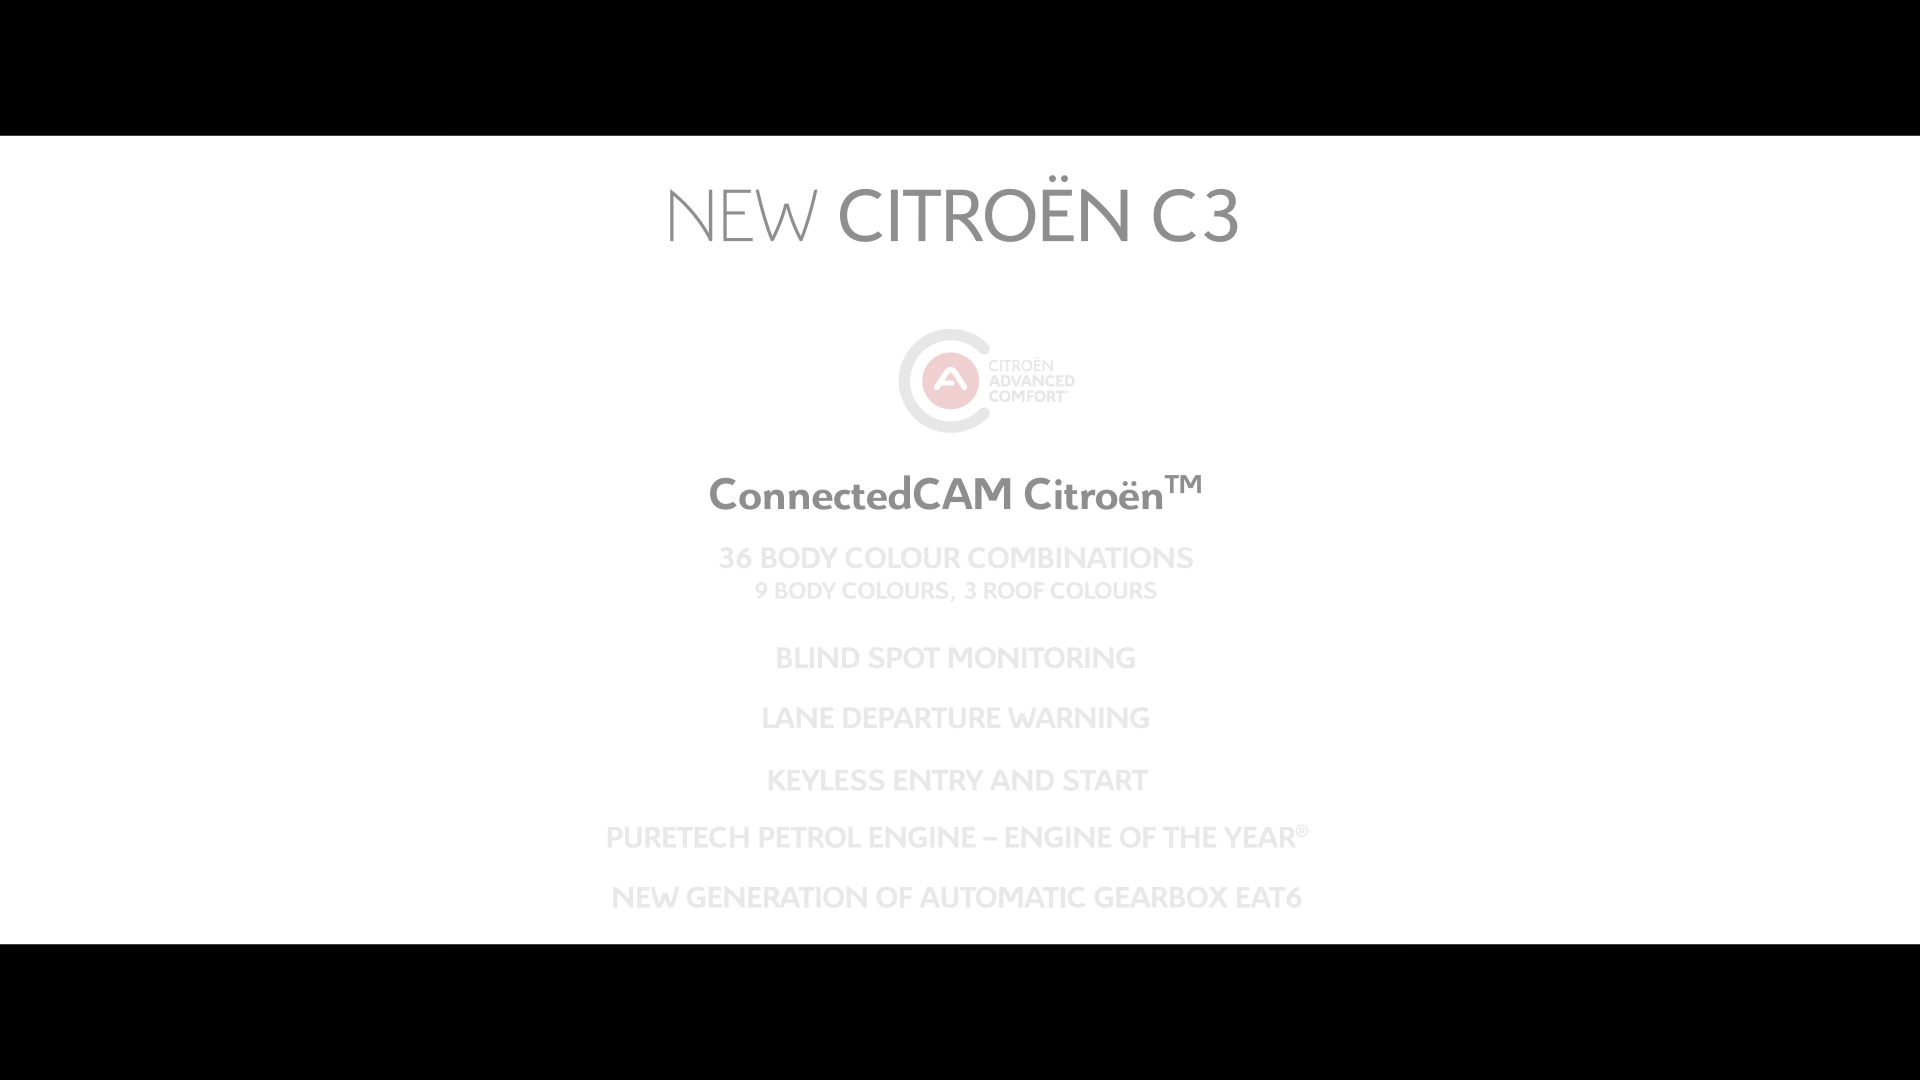 NEW CITROËN C3
A
CITROËN
ADVANCED
COMFORT™
ConnectedCAM Citroën™
36 BODY COLOUR COMBINATIONS
9 BODY COLOURS, 3 ROOF COLOURS
BLIND SPOT MONITORING
LANE DEPARTURE WARNING
KEYLESS ENTRY AND START
PURETECH PETROL ENGINE – ENGINE OF THE YEAR®
NEW GENERATION OF AUTOMATIC GEARBOX EAT6